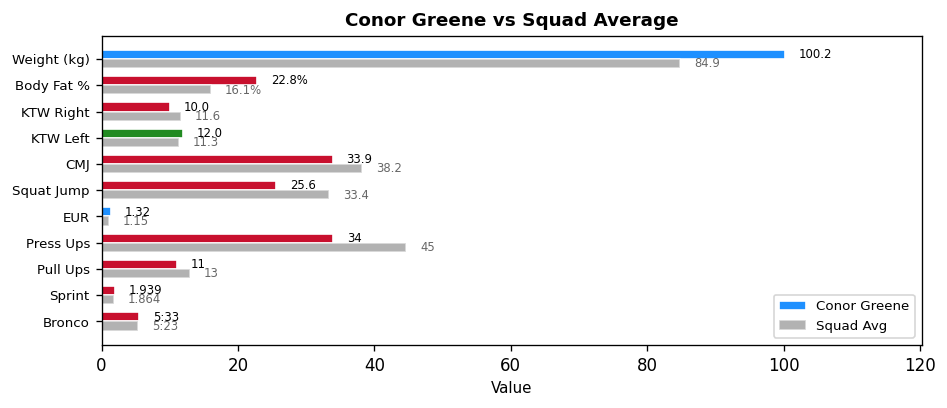 Conor Greene vs Squad Average
Weight (kg) 100.2
84.9
Body Fat % 22.8%
16.1%
KTW Right 10.0
11.6
KTW Left 12.0
11.3
CMJ 33.9
38.2
Squat Jump 25.6
33.4
EUR 1.32
1.15
Press Ups 34
45
Pull Ups 11
13
Sprint 1.939
1.864
Bronco 5:33
5:23
Conor Greene
Squad Avg
0 20 40 60 80 100 120
Value